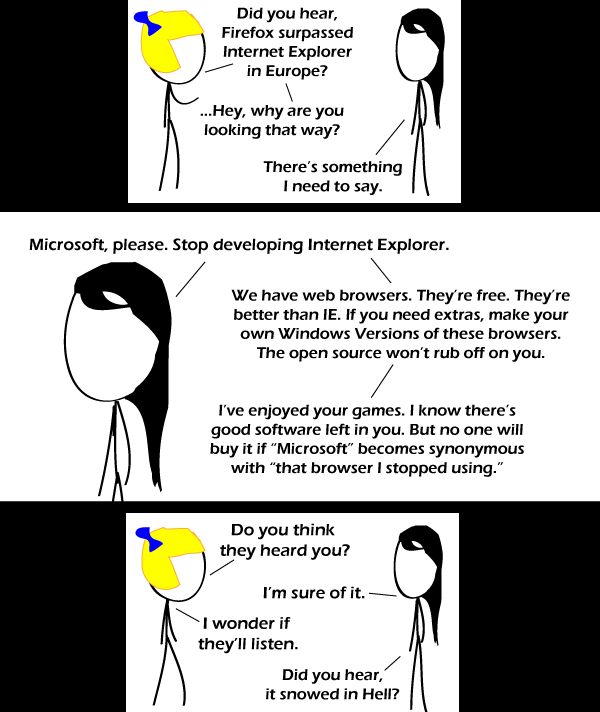 Did you hear,
Firefox surpassed
Internet Explorer
in Europe?
...Hey, why are you
looking that way?
There's something
I need to say.
Microsoft, please. Stop developing Internet Explorer.
We have web browsers. They're free. They're
better than IE. If you need extras, make your
own Windows Versions of these browsers.
The open source won't rub off on you.
I've enjoyed your games. I know there's
good software left in you. But no one will
buy it if "Microsoft" becomes synonymous
with "that browser I stopped using."
Do you think
they heard you?
I'm sure of it.
I wonder if
they'll listen.
Did you hear,
it snowed in Hell?